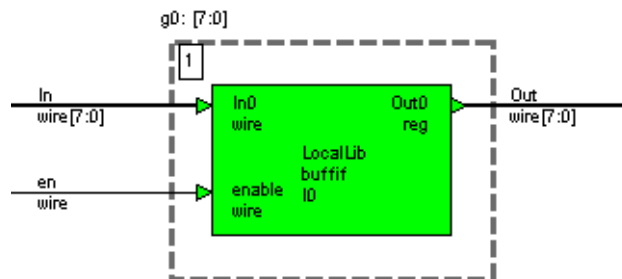 g0: [7:0]
1
In
wire[7:0]
In0
wire
Out0
reg
Out
wire[7:0]
LocalLib
buffif
I0
en
wire
enable
wire